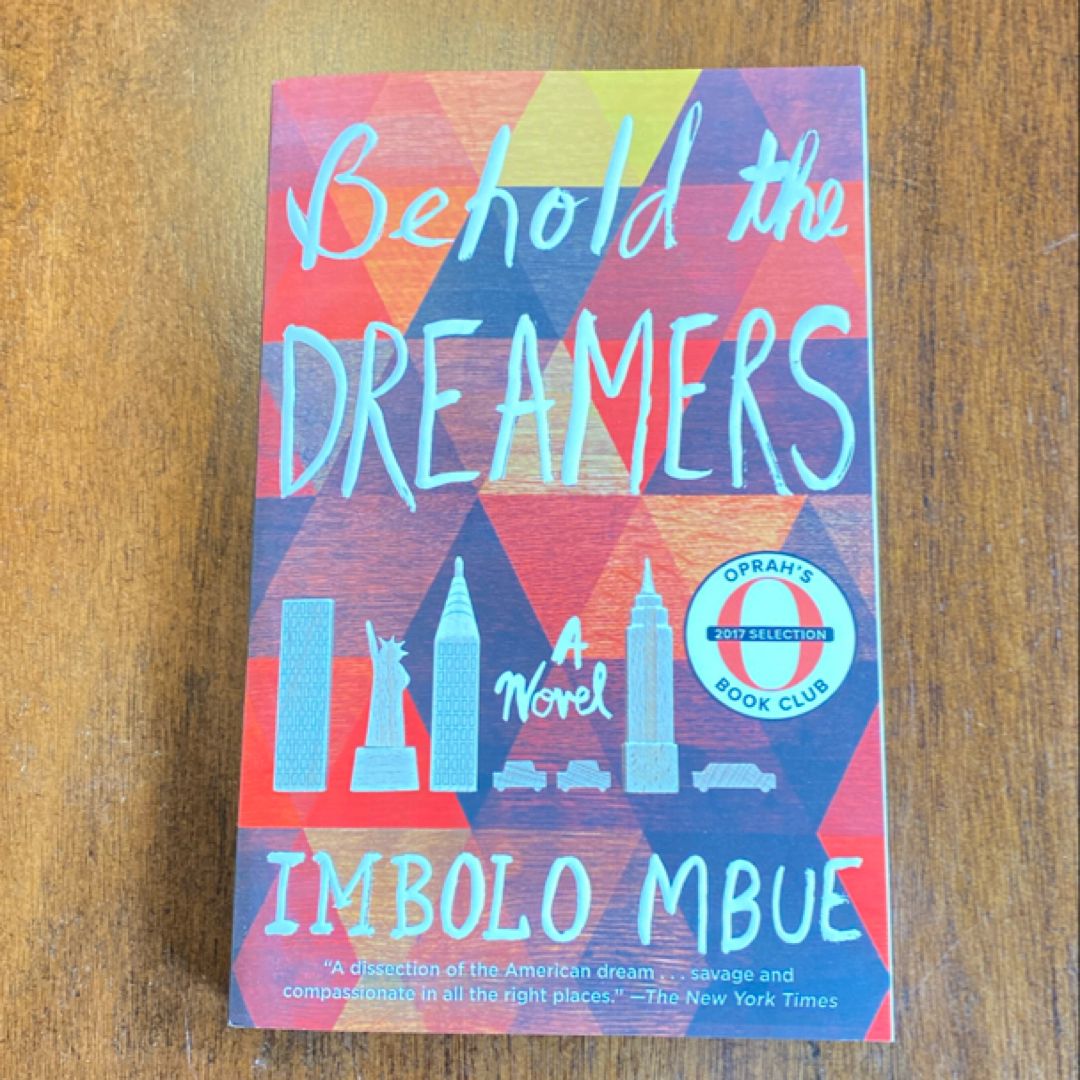 Behold the
DREAMERS
OPRAH'S
2017 SELECTION
BOOK CLUB
A
Novel
IMBOLO MBUE
"A dissection of the American dream . . . savage and
compassionate in all the right places." —The New York Times